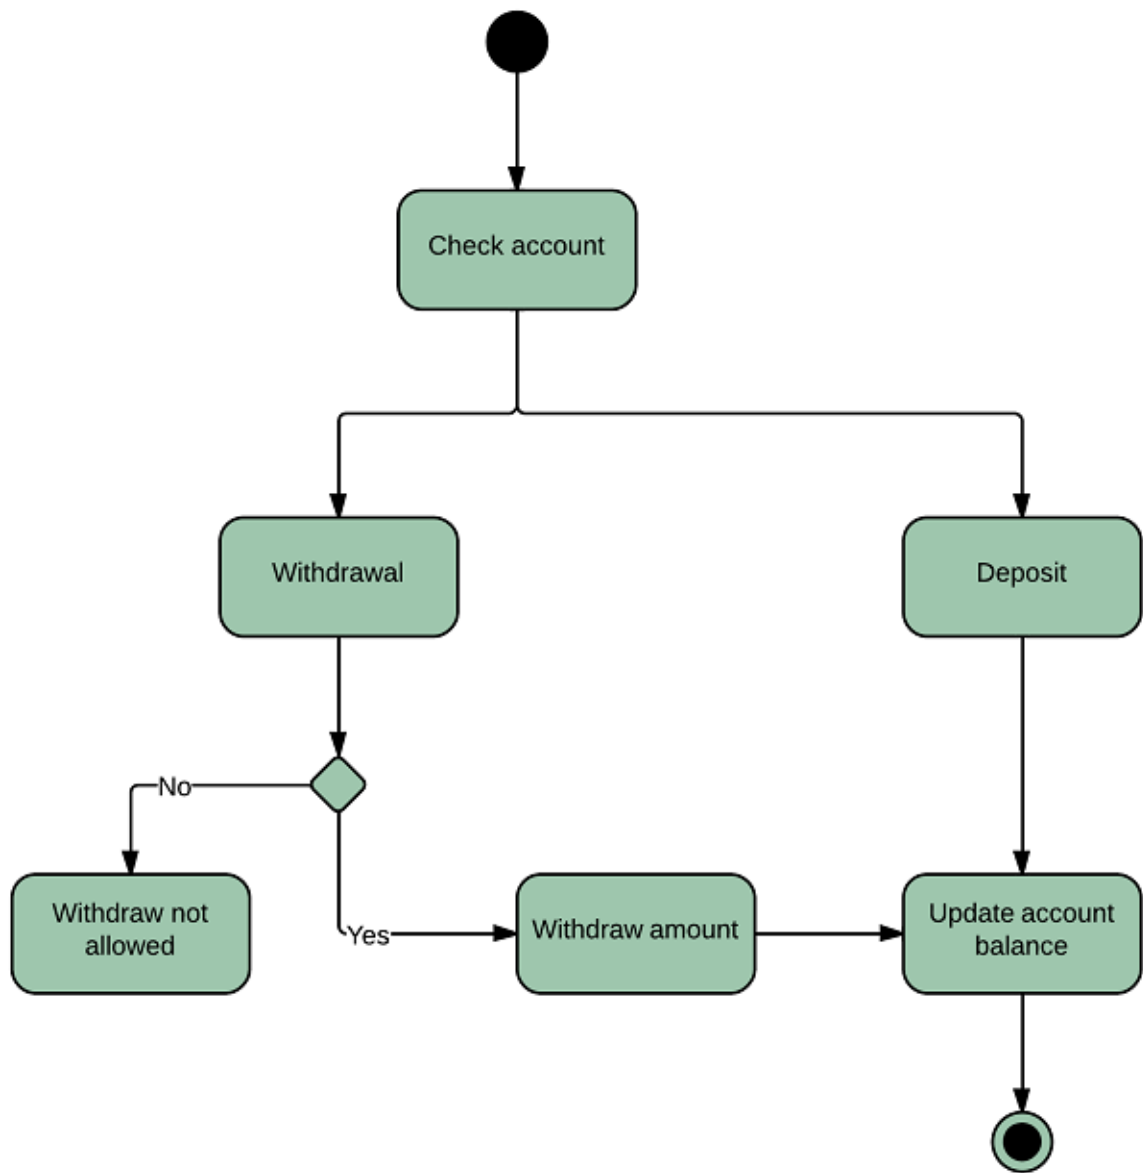 Check account
Withdrawal
Deposit
No
Withdraw not
allowed
Yes
Withdraw amount
Update account
balance